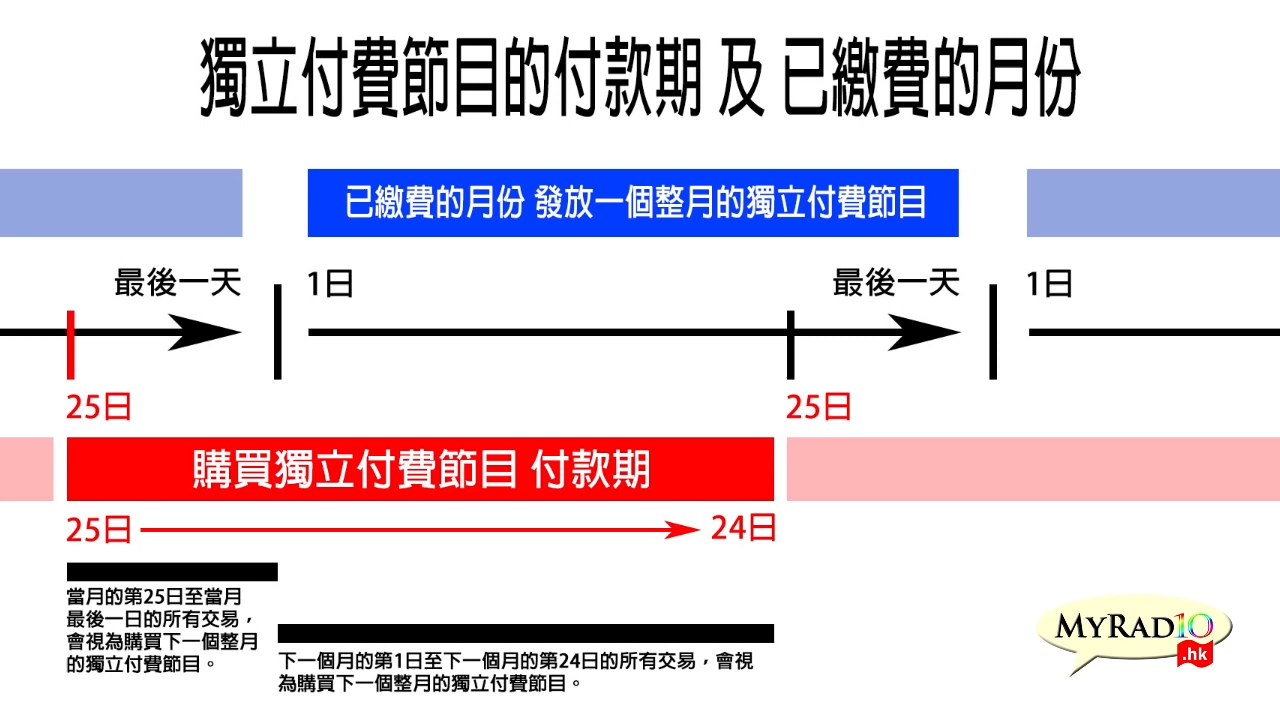 獨立付費節目的付款期 及 已繳費的月份
已繳費的月份 發放一個整月的獨立付費節目
最後一天
1日
最後一天
1日
25日
25日
購買獨立付費節目 付款期
25日
24日
當月的第25日至當月
最後一日的所有交易，
會視為購買下一個整月
的獨立付費節目。
下一個月的第1日至下一個月的第24日的所有交易，會視
為購買下一個整月的獨立付費節目。
MYRAD10
.hk